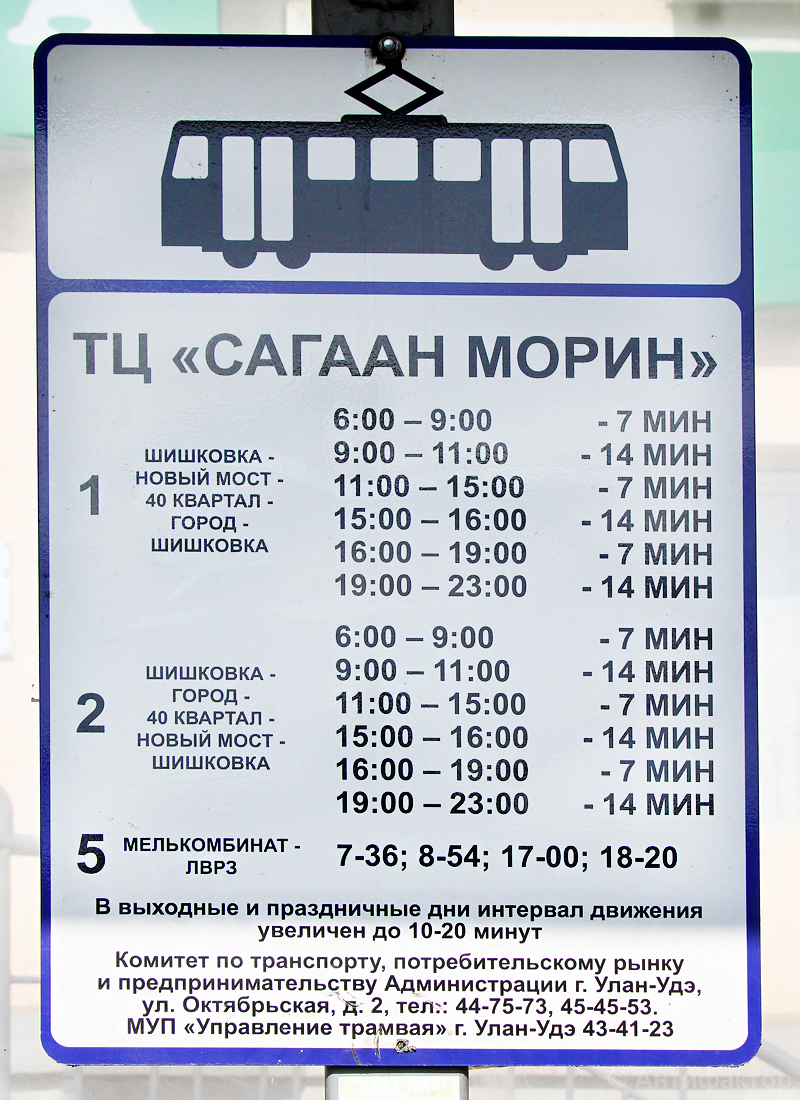 ТЦ «САГААН МОРИН»
1
ШИШКОВКА -
НОВЫЙ МОСТ -
40 КВАРТАЛ -
ГОРОД -
ШИШКОВКА
6:00 – 9:00 - 7 МИН
9:00 – 11:00 - 14 МИН
11:00 – 15:00 - 7 МИН
15:00 – 16:00 - 14 МИН
16:00 – 19:00 - 7 МИН
19:00 – 23:00 - 14 МИН
2
ШИШКОВКА -
ГОРОД -
40 КВАРТАЛ -
НОВЫЙ МОСТ -
ШИШКОВКА
6:00 – 9:00 - 7 МИН
9:00 – 11:00 - 14 МИН
11:00 – 15:00 - 7 МИН
15:00 – 16:00 - 14 МИН
16:00 – 19:00 - 7 МИН
19:00 – 23:00 - 14 МИН
5
МЕЛЬКОМБИНАТ -
ЛВРЗ
7-36; 8-54; 17-00; 18-20
В выходные и праздничные дни интервал движения
увеличен до 10-20 минут
Комитет по транспорту, потребительскому рынку
и предпринимательству Администрации г. Улан-Удэ,
ул. Октябрьская, д. 2, тел.: 44-75-73, 45-45-53.
МУП «Управление трамвая» г. Улан-Удэ 43-41-23
© Антифактор